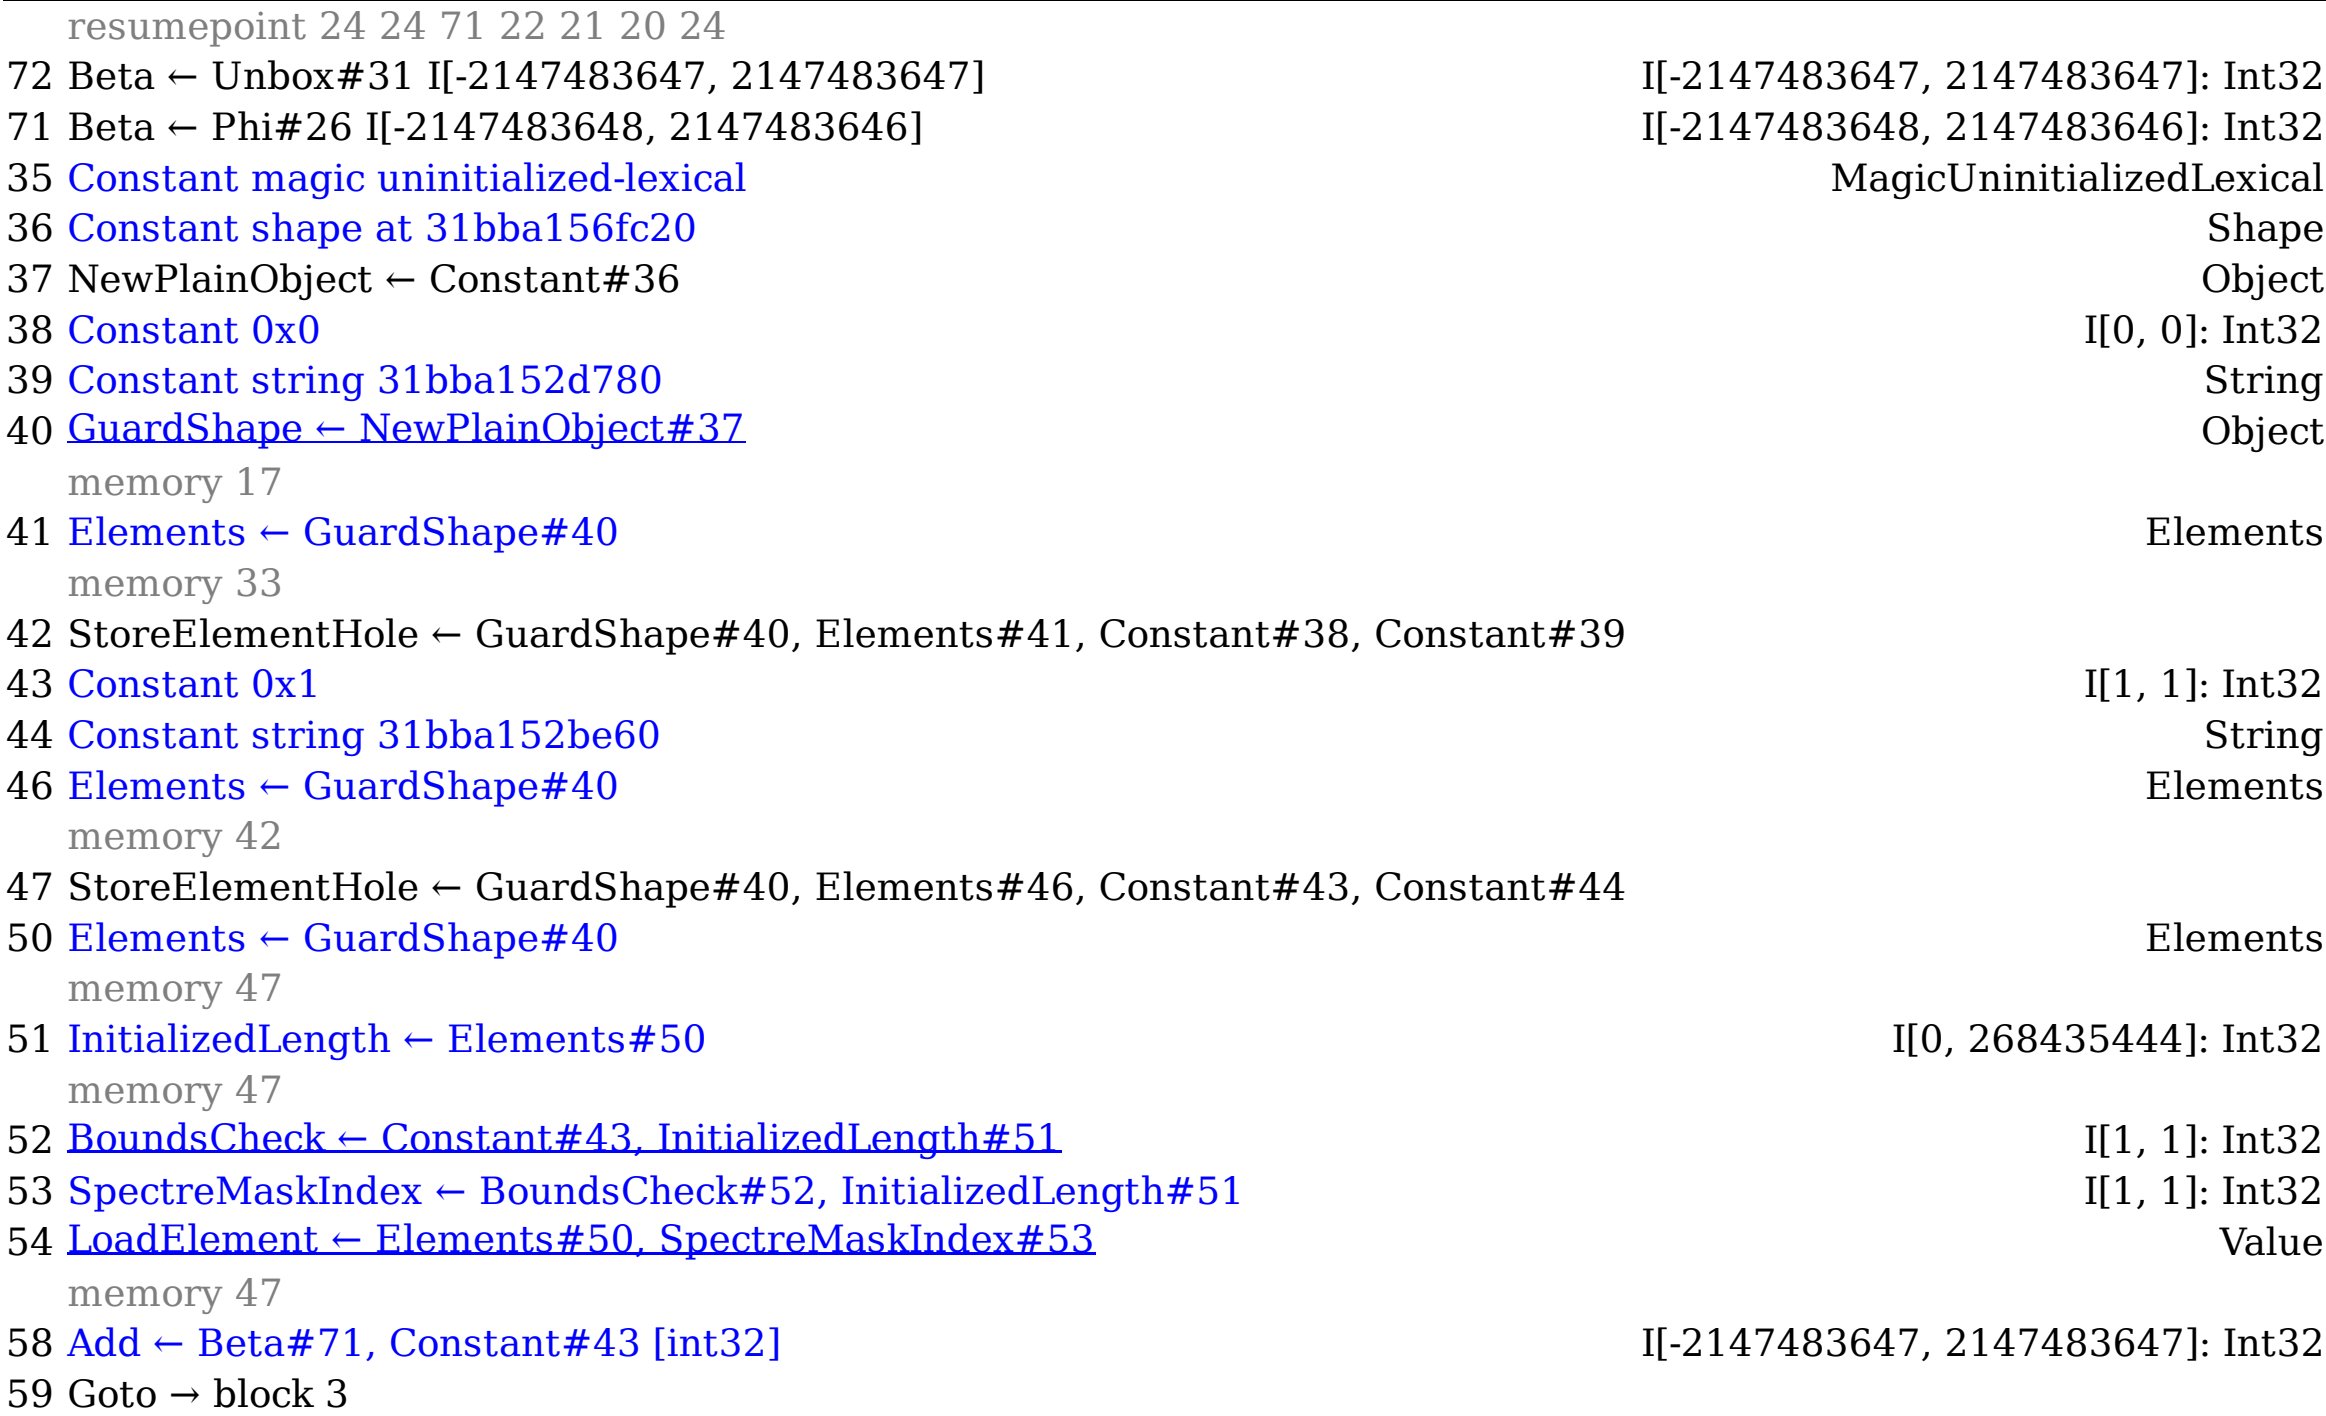 resumepoint 24 24 71 22 21 20 24
72 Beta ← Unbox#31 I[-2147483647, 2147483647] I[-2147483647, 2147483647]: Int32
71 Beta ← Phi#26 I[-2147483648, 2147483646] I[-2147483648, 2147483646]: Int32
35 Constant magic uninitialized-lexical MagicUninitializedLexical
36 Constant shape at 31bba156fc20 Shape
37 NewPlainObject ← Constant#36 Object
38 Constant 0x0 I[0, 0]: Int32
39 Constant string 31bba152d780 String
40 GuardShape ← NewPlainObject#37 Object
memory 17
41 Elements ← GuardShape#40 Elements
memory 33
42 StoreElementHole ← GuardShape#40, Elements#41, Constant#38, Constant#39
43 Constant 0x1 I[1, 1]: Int32
44 Constant string 31bba152be60 String
46 Elements ← GuardShape#40 Elements
memory 42
47 StoreElementHole ← GuardShape#40, Elements#46, Constant#43, Constant#44
50 Elements ← GuardShape#40 Elements
memory 47
51 InitializedLength ← Elements#50 I[0, 268435444]: Int32
memory 47
52 BoundsCheck ← Constant#43, InitializedLength#51 I[1, 1]: Int32
53 SpectreMaskIndex ← BoundsCheck#52, InitializedLength#51 I[1, 1]: Int32
54 LoadElement ← Elements#50, SpectreMaskIndex#53 Value
memory 47
58 Add ← Beta#71, Constant#43 [int32] I[-2147483647, 2147483647]: Int32
59 Goto → block 3